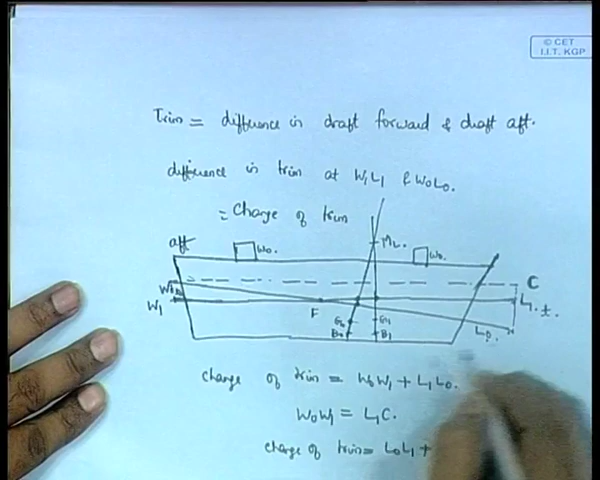 © CET
I.I.T. KGP
Trim = difference in draft forward & draft aft.
difference in trim at W₁L₁ & W₀L₀.
= Change of trim
aft
w₀.
M_L.
w₀.
C
W₁
L₁
t.
F
G₀
G₁
B₀
B₁
L₀.
change of trim = W₀W₁ + L₁L₀.
W₀W₁ = L₁C.
change of trim = L₀L₁ +